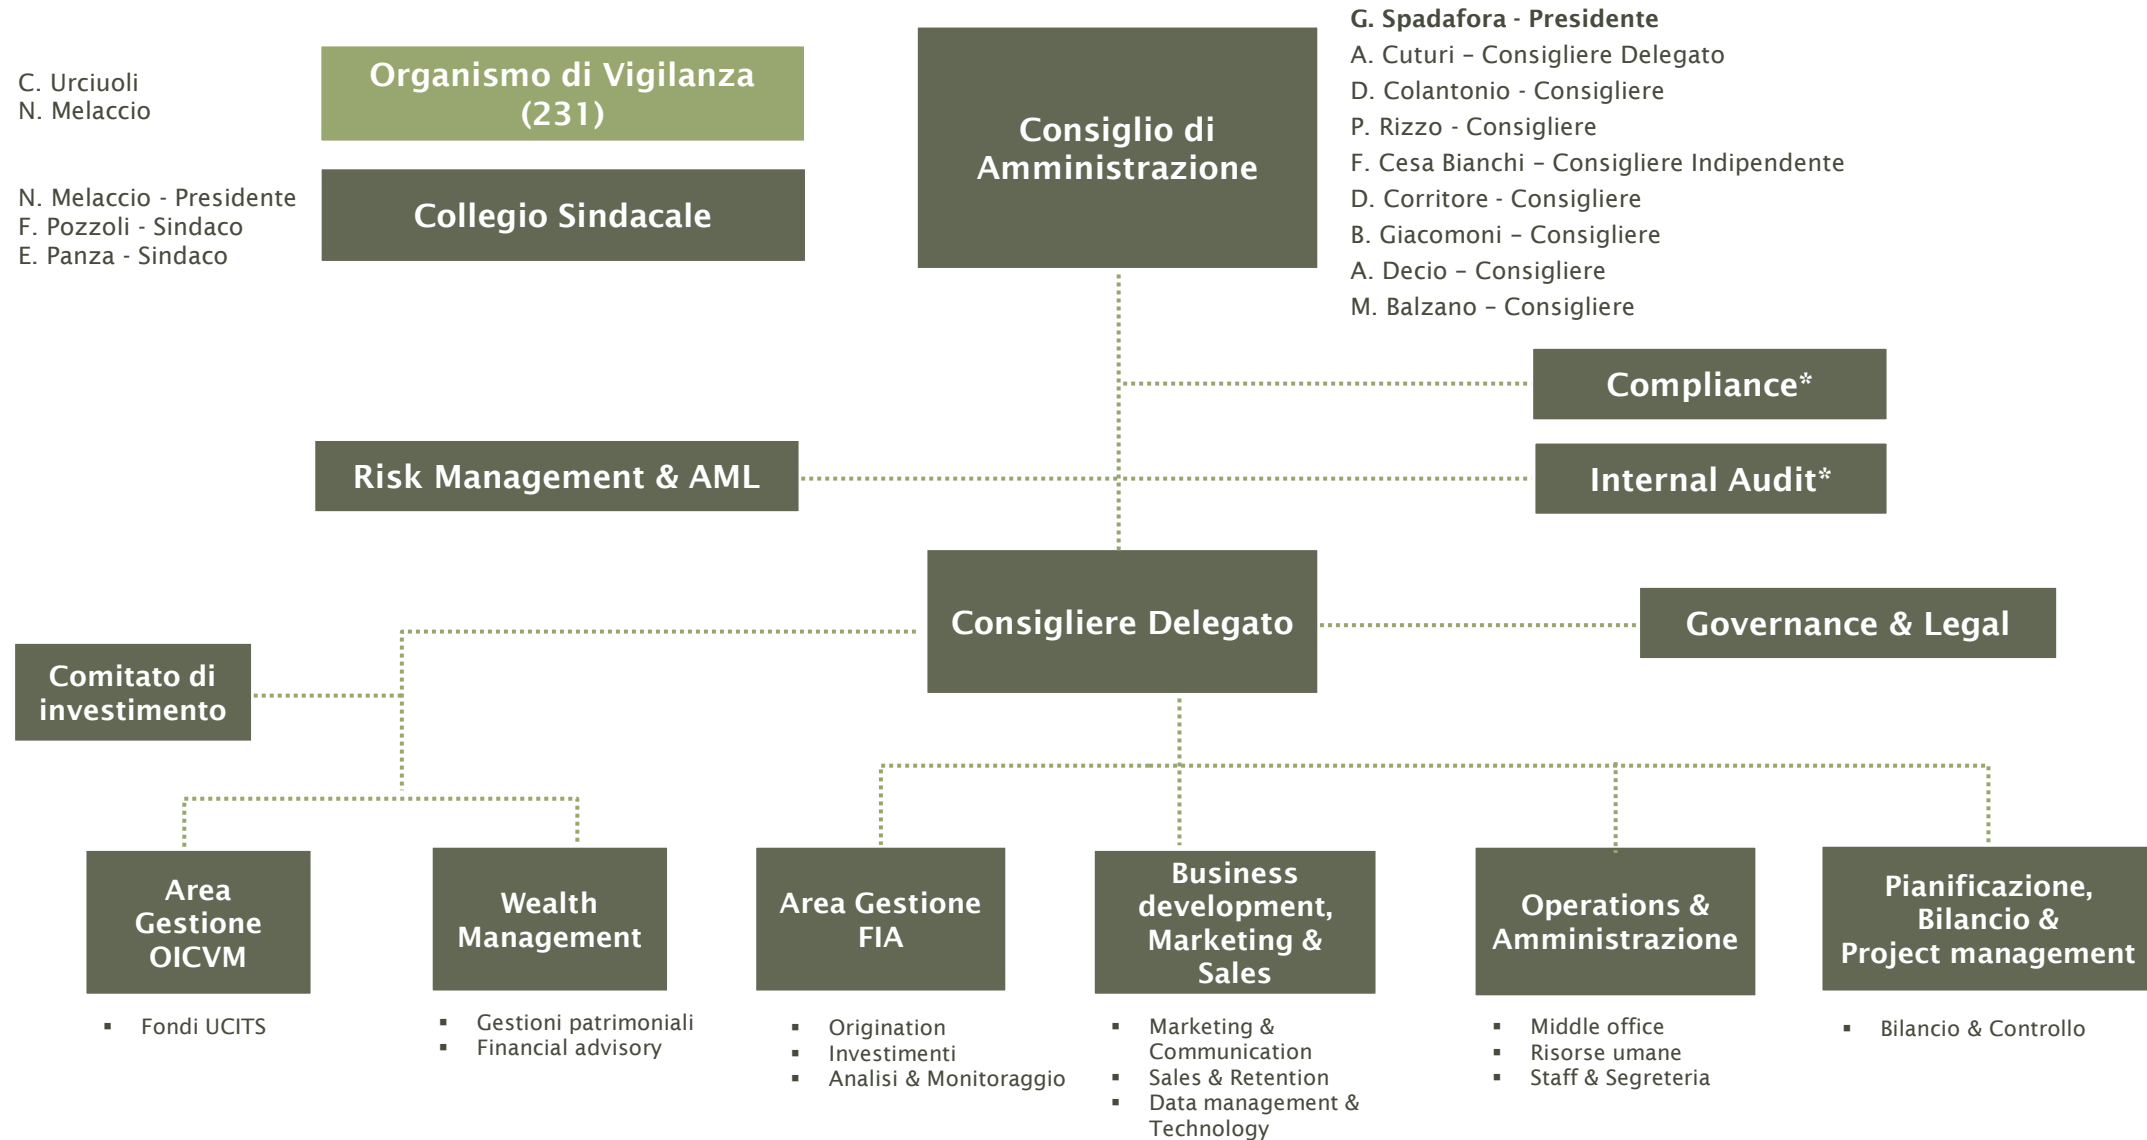 C. Urciuoli
N. Melaccio
Organismo di Vigilanza
(231)
N. Melaccio - Presidente
F. Pozzoli - Sindaco
E. Panza - Sindaco
Collegio Sindacale
Consiglio di
Amministrazione
G. Spadafora - Presidente
A. Cuturi – Consigliere Delegato
D. Colantonio - Consigliere
P. Rizzo - Consigliere
F. Cesa Bianchi – Consigliere Indipendente
D. Corritore - Consigliere
B. Giacomoni – Consigliere
A. Decio – Consigliere
M. Balzano – Consigliere
Compliance*
Risk Management & AML
Internal Audit*
Consigliere Delegato
Governance & Legal
Comitato di
investimento
Area
Gestione
OICVM
▪ Fondi UCITS
Wealth
Management
▪ Gestioni patrimoniali
▪ Financial advisory
Area Gestione
FIA
▪ Origination
▪ Investimenti
▪ Analisi & Monitoraggio
Business
development,
Marketing &
Sales
▪ Marketing &
Communication
▪ Sales & Retention
▪ Data management &
Technology
Operations &
Amministrazione
▪ Middle office
▪ Risorse umane
▪ Staff & Segreteria
Pianificazione,
Bilancio &
Project management
▪ Bilancio & Controllo